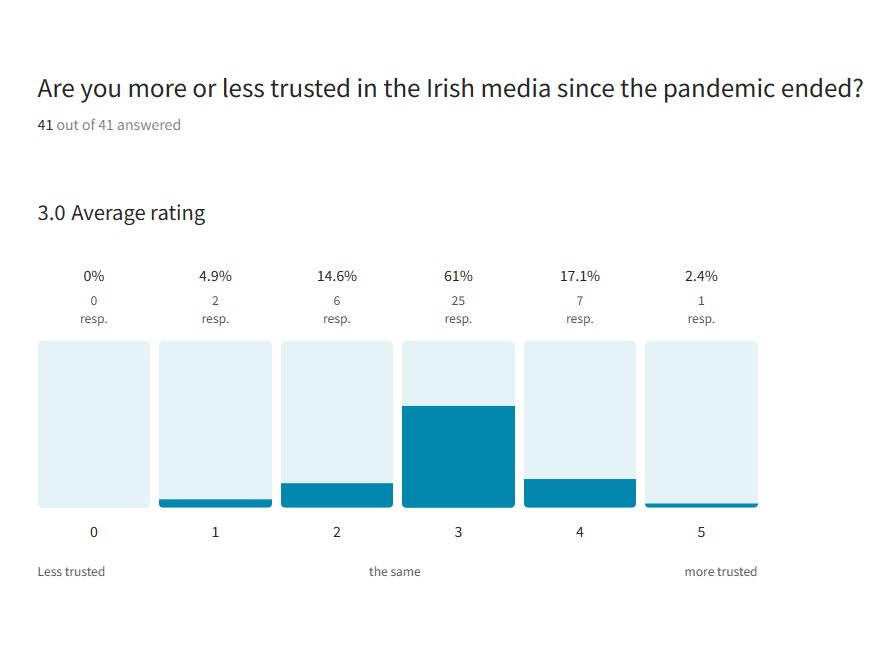 Are you more or less trusted in the Irish media since the pandemic ended?
41 out of 41 answered
3.0 Average rating
0% 4.9% 14.6% 61% 17.1% 2.4%
0 2 6 25 7 1
resp. resp. resp. resp. resp. resp.
0 1 2 3 4 5
Less trusted the same more trusted